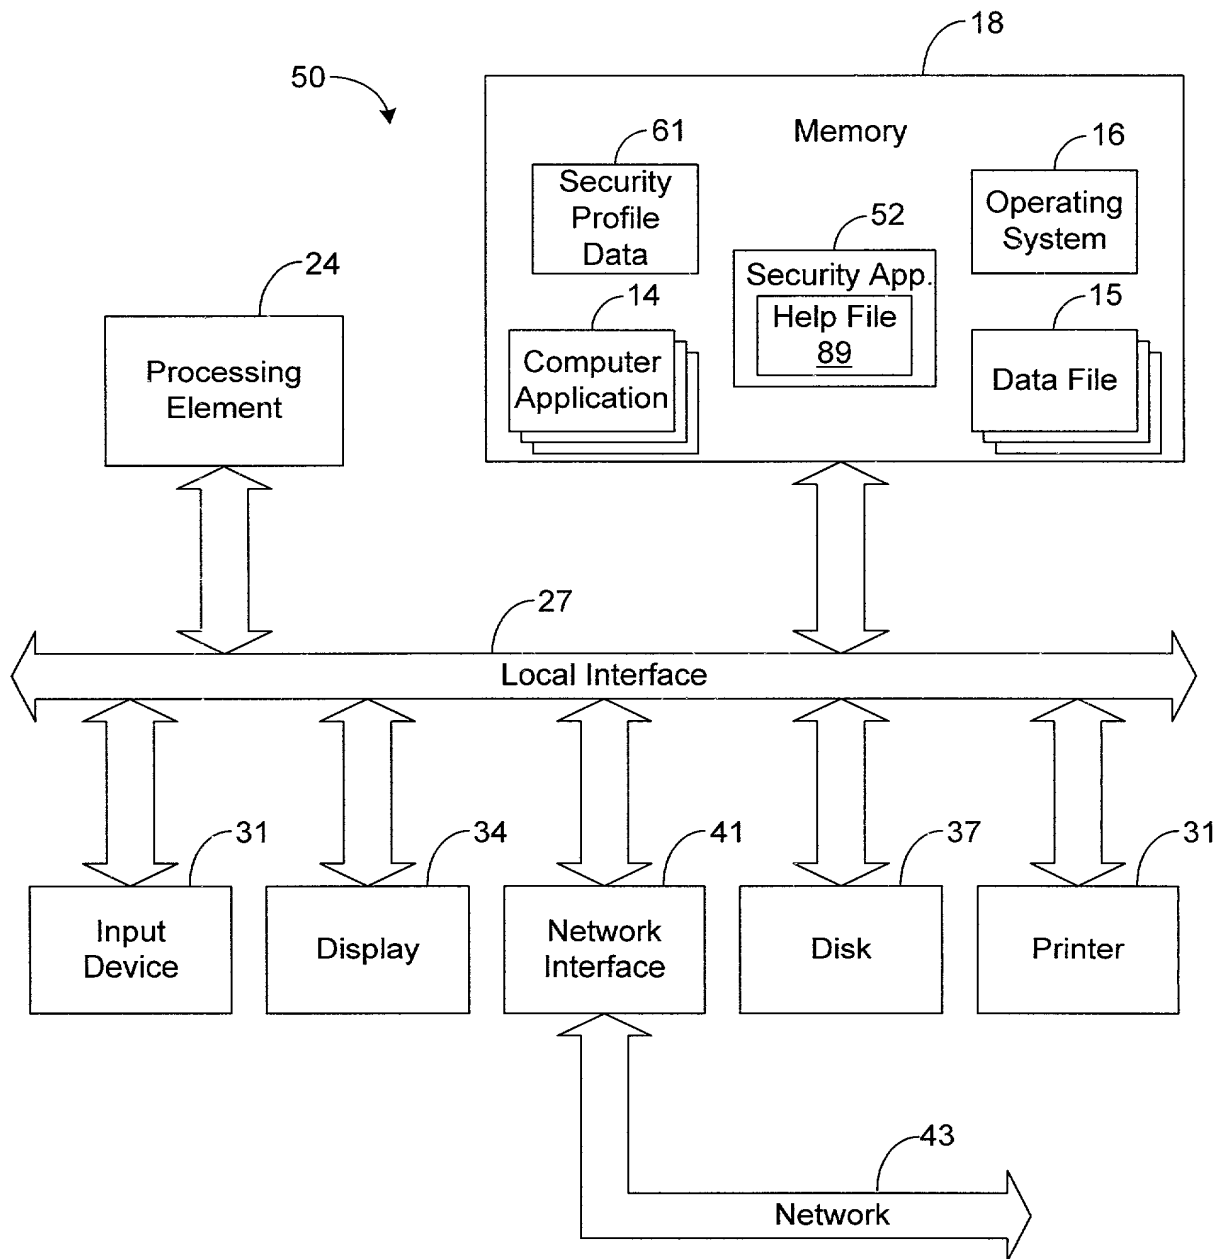 18
50
Memory
61
16
Security
Profile
Data
Operating
System
52
Security App.
Help File
89
24
14
15
Processing
Element
Computer
Application
Data File
27
Local Interface
31
34
41
37
31
Input
Device
Display
Network
Interface
Disk
Printer
43
Network